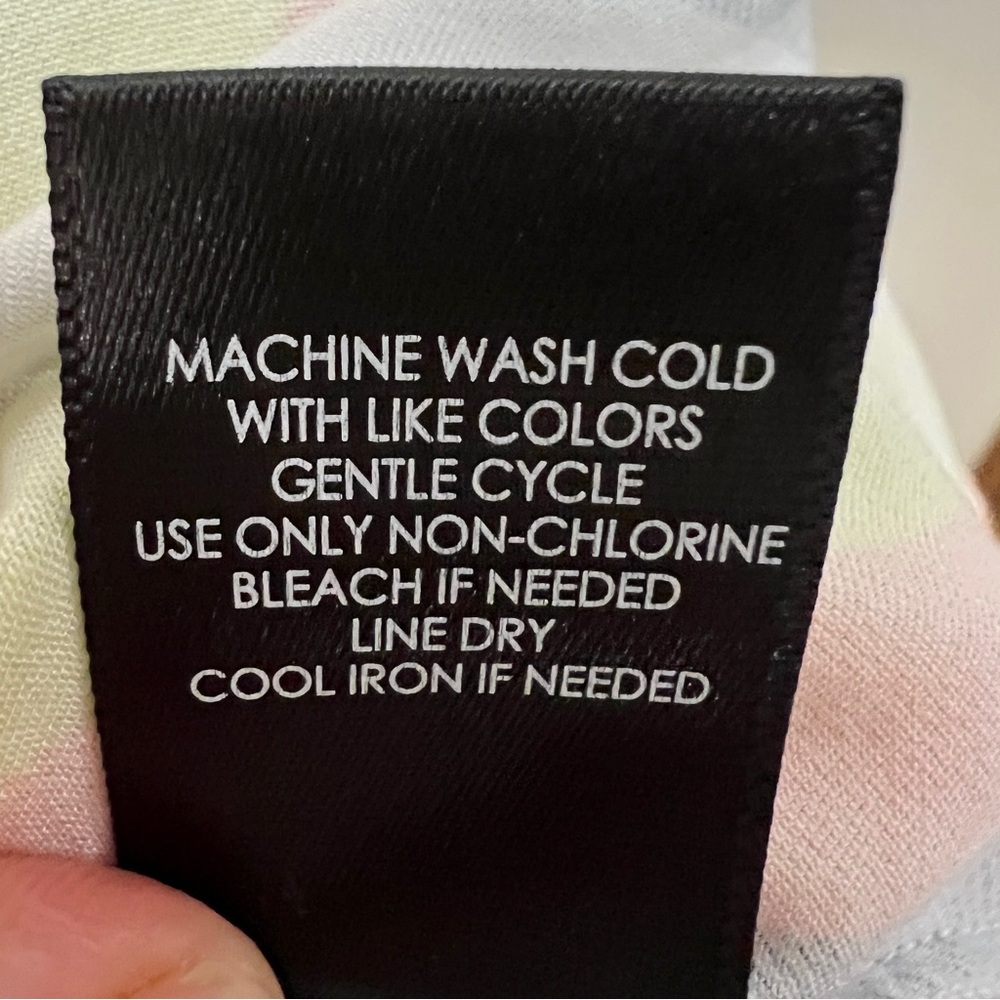 MACHINE WASH COLD
WITH LIKE COLORS
GENTLE CYCLE
USE ONLY NON-CHLORINE
BLEACH IF NEEDED
LINE DRY
COOL IRON IF NEEDED